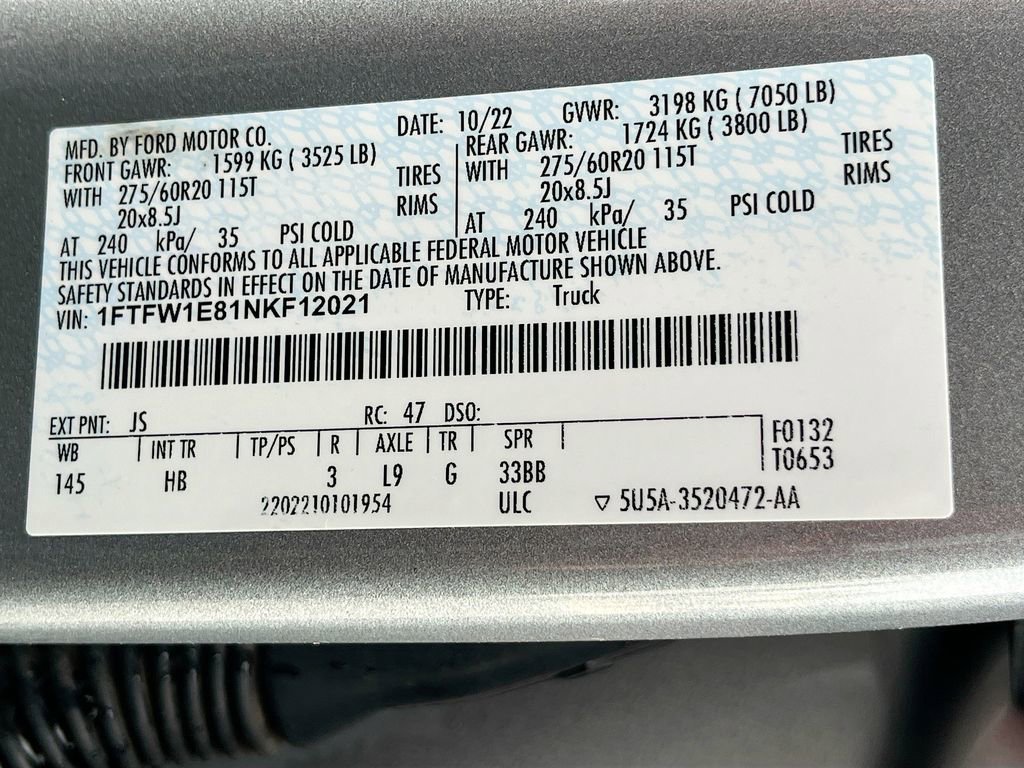 MFD. BY FORD MOTOR CO. DATE: 10/22 GVWR: 3198 KG ( 7050 LB)
FRONT GAWR: 1599 KG ( 3525 LB) REAR GAWR: 1724 KG ( 3800 LB)
WITH 275/60R20 115T TIRES WITH 275/60R20 115T TIRES
20x8.5J RIMS 20x8.5J RIMS
AT 240 kPa/ 35 PSI COLD AT 240 kPa/ 35 PSI COLD
THIS VEHICLE CONFORMS TO ALL APPLICABLE FEDERAL MOTOR VEHICLE
SAFETY STANDARDS IN EFFECT ON THE DATE OF MANUFACTURE SHOWN ABOVE.
VIN: 1FTFW1E81NKF12021 TYPE: Truck
EXT PNT: JS RC: 47 DSO:
WB INT TR TP/PS R AXLE TR SPR F0132
145 HB 3 L9 G 33BB T0653
2202210101954 ULC ▽ 5U5A-3520472-AA